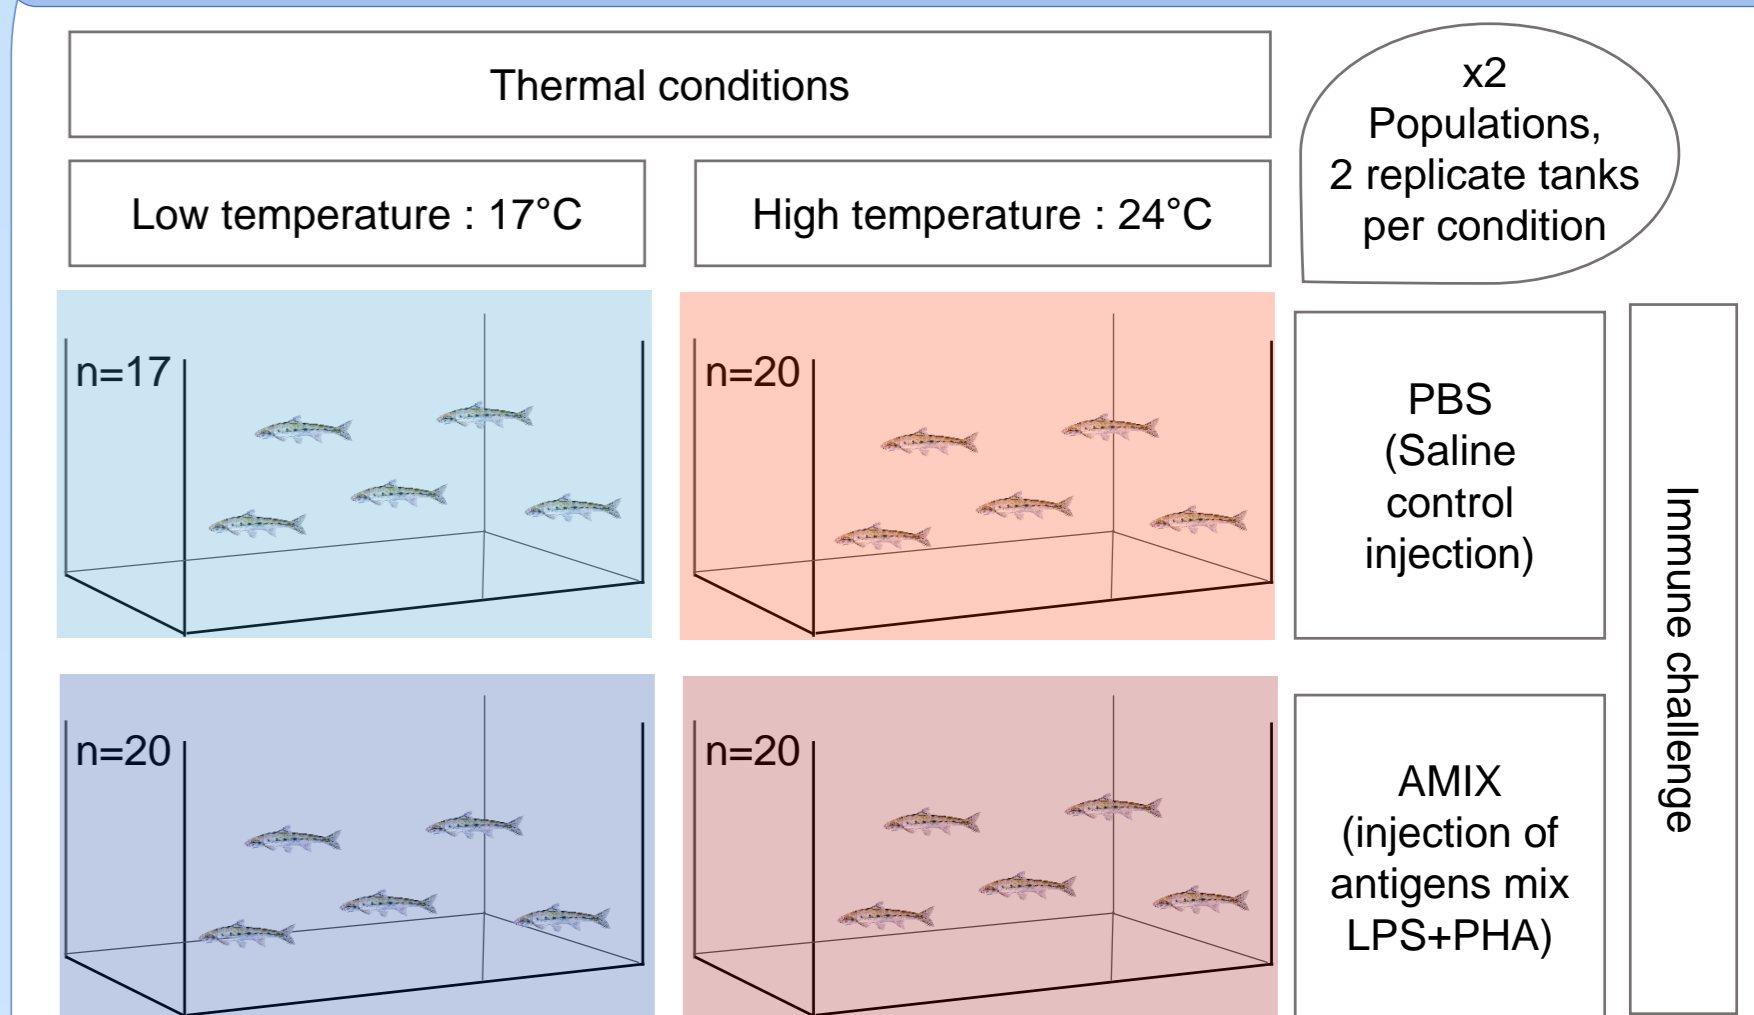 Thermal conditions
x2
Populations,
2 replicate tanks
per condition
Low temperature : 17°C
High temperature : 24°C
n=17
n=20
PBS
(Saline
control
injection)
Immune challenge
n=20
n=20
AMIX
(injection of
antigens mix
LPS+PHA)